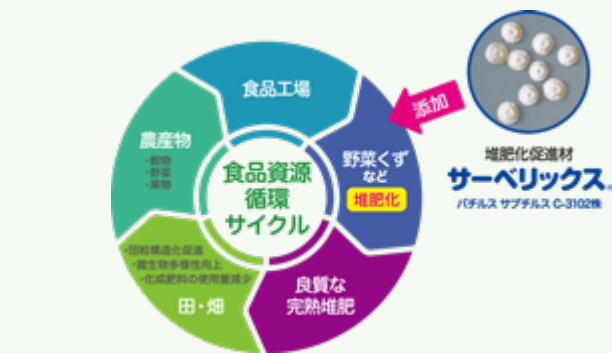 食品工場
添加
堆肥化促進材
サーベリックス®
バチルス サブチルス C-3102株
野菜くず
など
堆肥化
農産物
・穀物
・野菜
・果物
食品資源
循環
サイクル
・団粒構造化促進
・微生物多様性向上
・化成肥料の使用量減少
田・畑
良質な
完熟堆肥